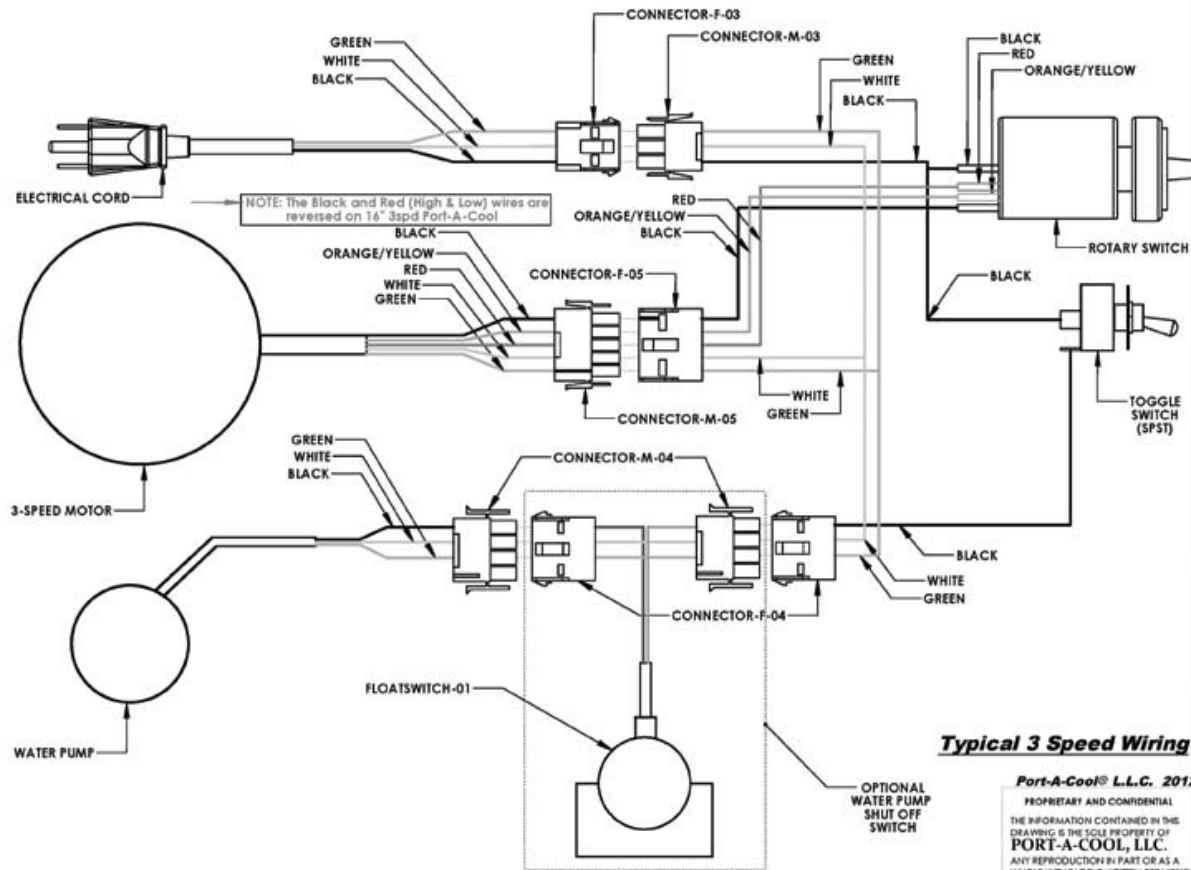 CONNECTOR-F-03
GREEN
WHITE
BLACK
CONNECTOR-M-03
GREEN
WHITE
BLACK
BLACK
RED
ORANGE/YELLOW
ELECTRICAL CORD
NOTE: The Black and Red (High & Low) wires are
reversed on 16" 3spd Port-A-Cool
RED
ORANGE/YELLOW
BLACK
ROTARY SWITCH
BLACK
ORANGE/YELLOW
RED
WHITE
GREEN
CONNECTOR-F-05
BLACK
WHITE
GREEN
CONNECTOR-M-05
TOGGLE
SWITCH
(SPST)
3-SPEED MOTOR
GREEN
WHITE
BLACK
CONNECTOR-M-04
BLACK
WHITE
GREEN
CONNECTOR-F-04
FLOATSWITCH-01
WATER PUMP
OPTIONAL
WATER PUMP
SHUT OFF
SWITCH
Typical 3 Speed Wiring
Port-A-Cool® L.L.C. 201
PROPRIETARY AND CONFIDENTIAL
THE INFORMATION CONTAINED IN THIS
DRAWING IS THE SOLE PROPERTY OF
PORT-A-COOL, LLC.
ANY REPRODUCTION IN PART OR AS A